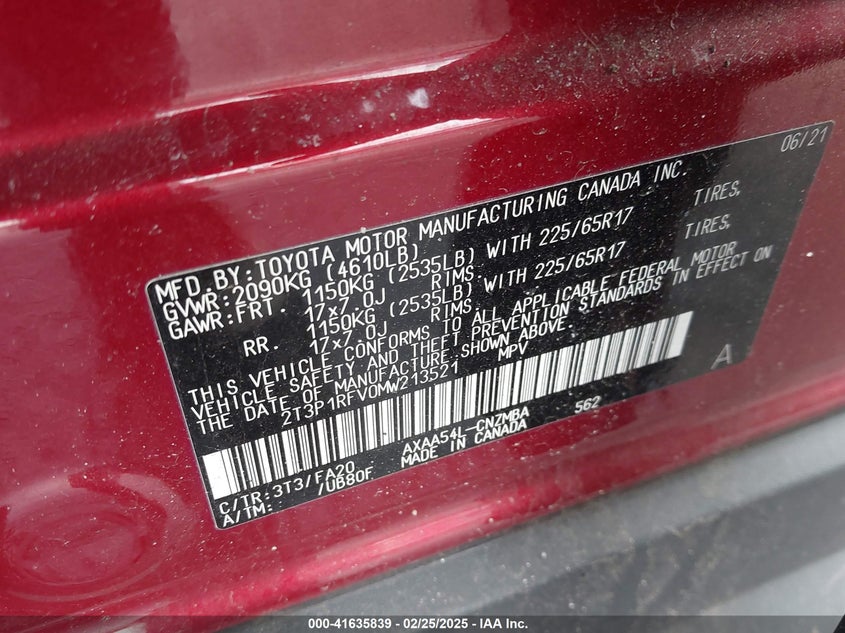 06/21
MFD.BY:TOYOTA MOTOR MANUFACTURING CANADA INC.
GVWR:2090KG (4610LB)
GAWR:FRT. 1150KG (2535LB) WITH 225/65R17 TIRES,
17x7.0J RIMS.
RR. 1150KG (2535LB) WITH 225/65R17 TIRES,
17x7.0J RIMS.
THIS VEHICLE CONFORMS TO ALL APPLICABLE FEDERAL MOTOR
VEHICLE SAFETY AND THEFT PREVENTION STANDARDS IN EFFECT ON
THE DATE OF MANUFACTURE SHOWN ABOVE.
2T3P1RFV0MW213521 MPV
A
562
C/TR:3T3/FA20 AXAA54L-CNZMBA
A/TM: /UB80F MADE IN CANADA
000-41635839 - 02/25/2025 - IAA Inc.